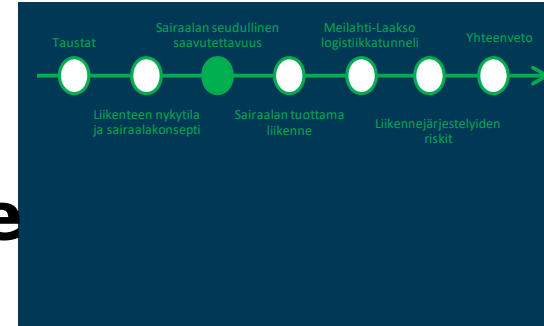 Taustat
Sairaalan seudullinen
saavutettavuus
Meilahti-Laakso
logistiikkatunneli
Yhteenveto
Liikenteen nykytila
ja sairaalakonsepti
Sairaalan tuottama
liikenne
Liikennejärjestelyiden
riskit
e